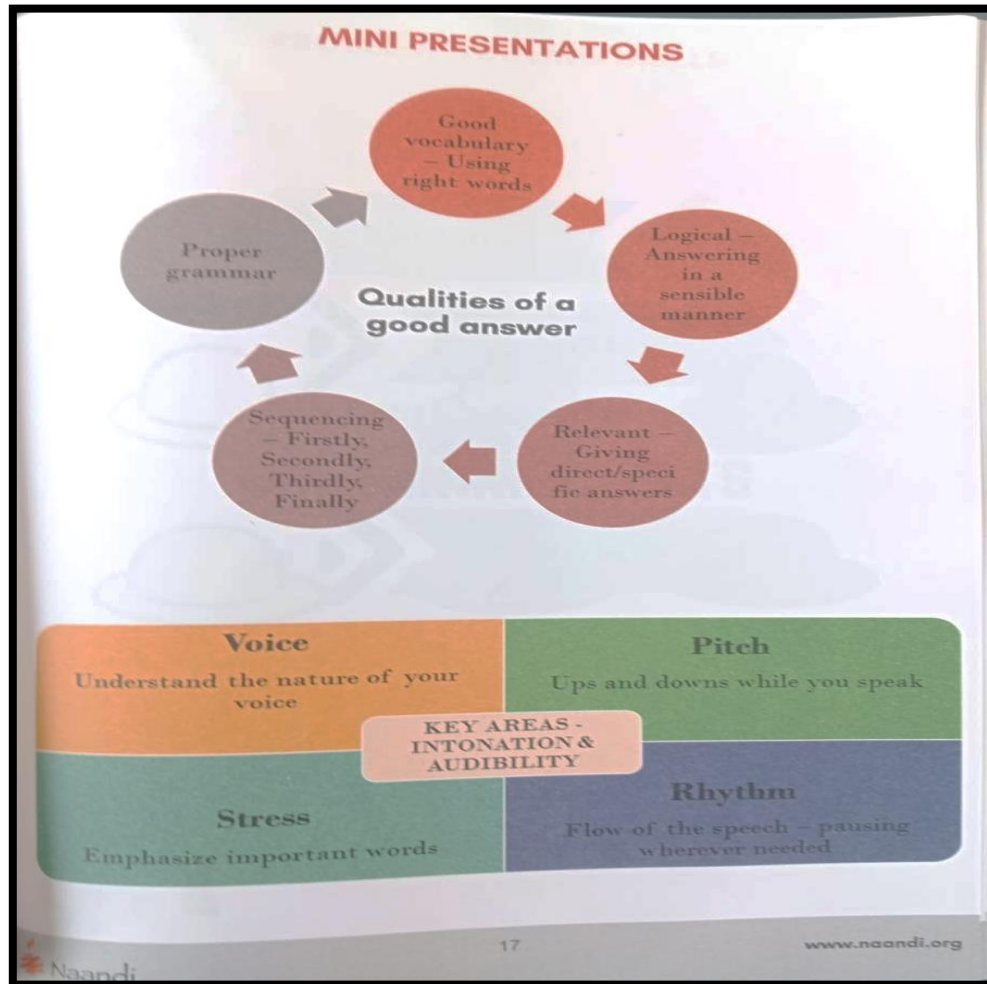 MINI PRESENTATIONS
Good
vocabulary
– Using
right words
Logical –
Answering
in a
sensible
manner
Relevant –
Giving
direct/speci
fic answers
Sequencing
– Firstly,
Secondly,
Thirdly,
Finally
Proper
grammar
Qualities of a
good answer
Voice
Understand the nature of your
voice
Pitch
Ups and downs while you speak
KEY AREAS -
INTONATION &
AUDIBILITY
Stress
Emphasize important words
Rhythm
Flow of the speech – pausing
wherever needed
17
www.naandi.org
Naandi